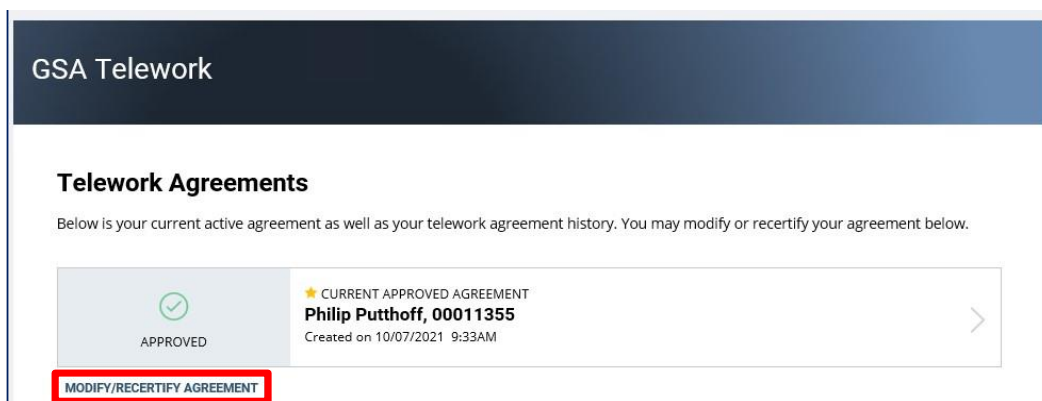 GSA Telework
Telework Agreements
Below is your current active agreement as well as your telework agreement history. You may modify or recertify your agreement below.
APPROVED
CURRENT APPROVED AGREEMENT
Philip Putthoff, 00011355
Created on 10/07/2021 9:33AM
MODIFY/RECERTIFY AGREEMENT